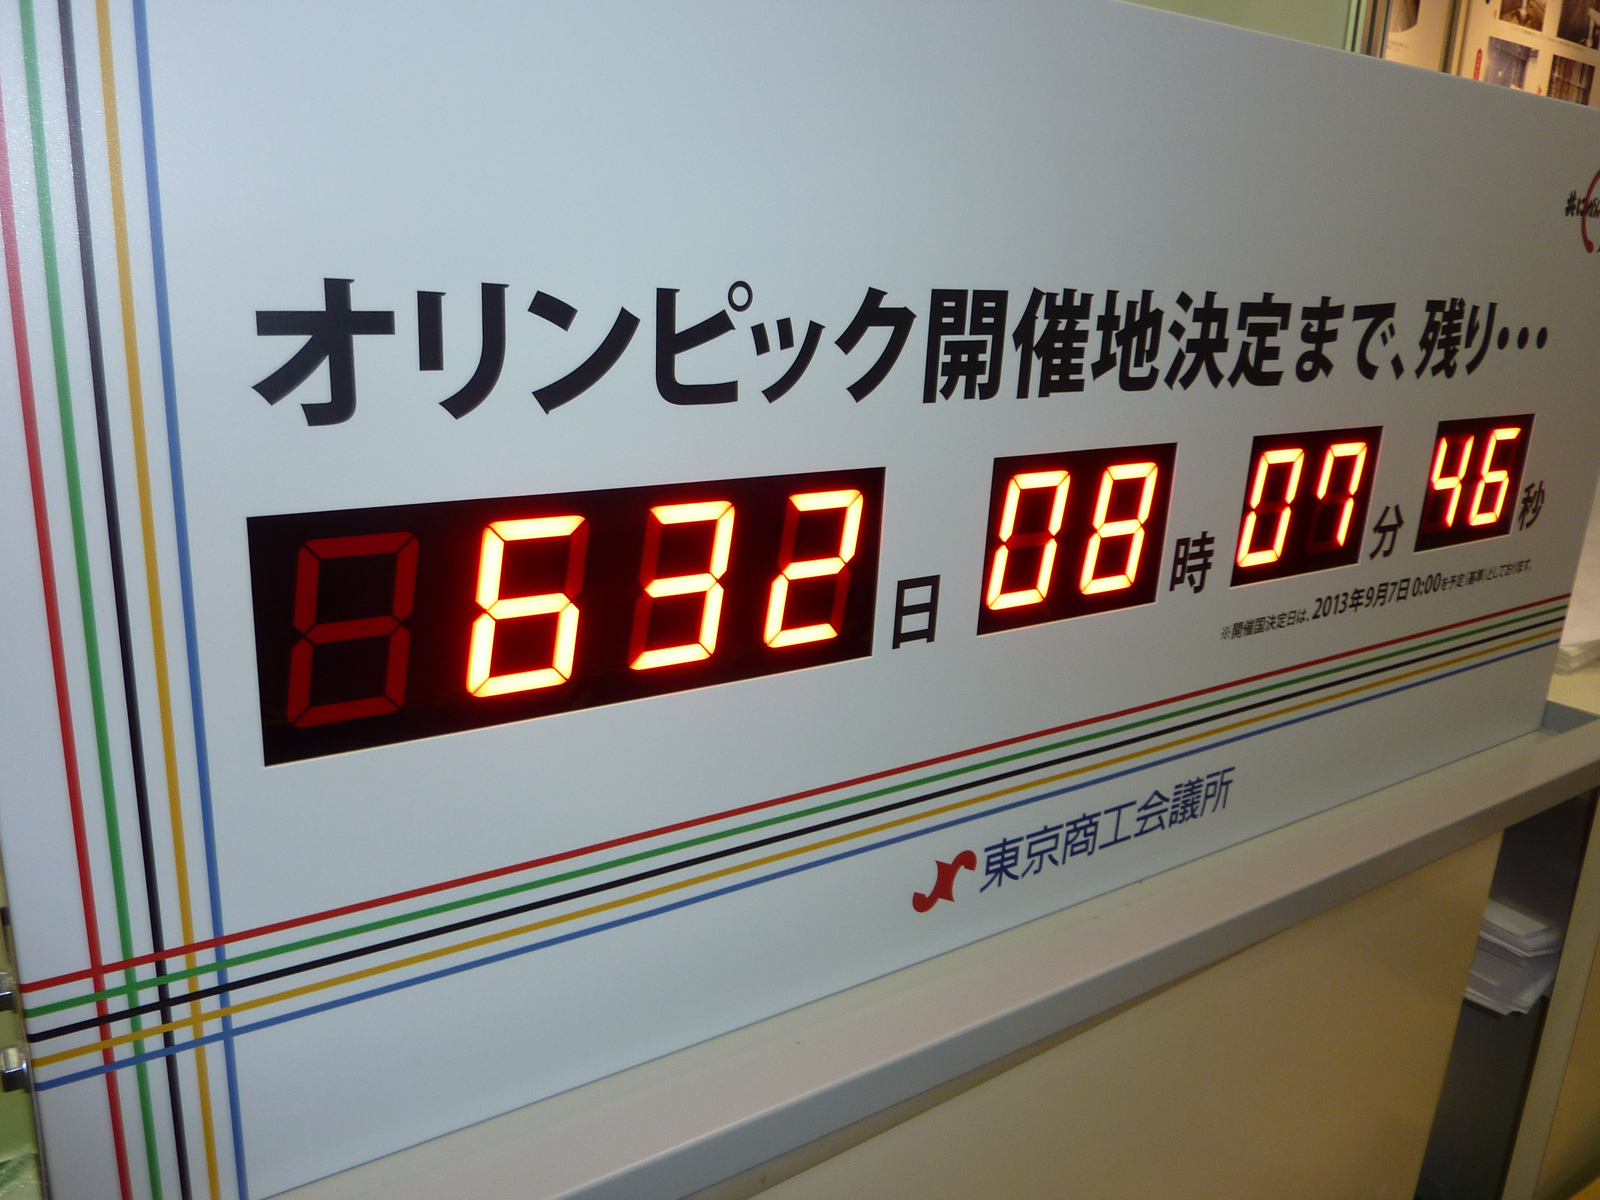 オリンピック開催地決定まで、残り・・・
632日 08時 07分 46秒
※開催国決定日は、2013年9月7日 0:00を予定(基準)としております。
東京商工会議所
共に